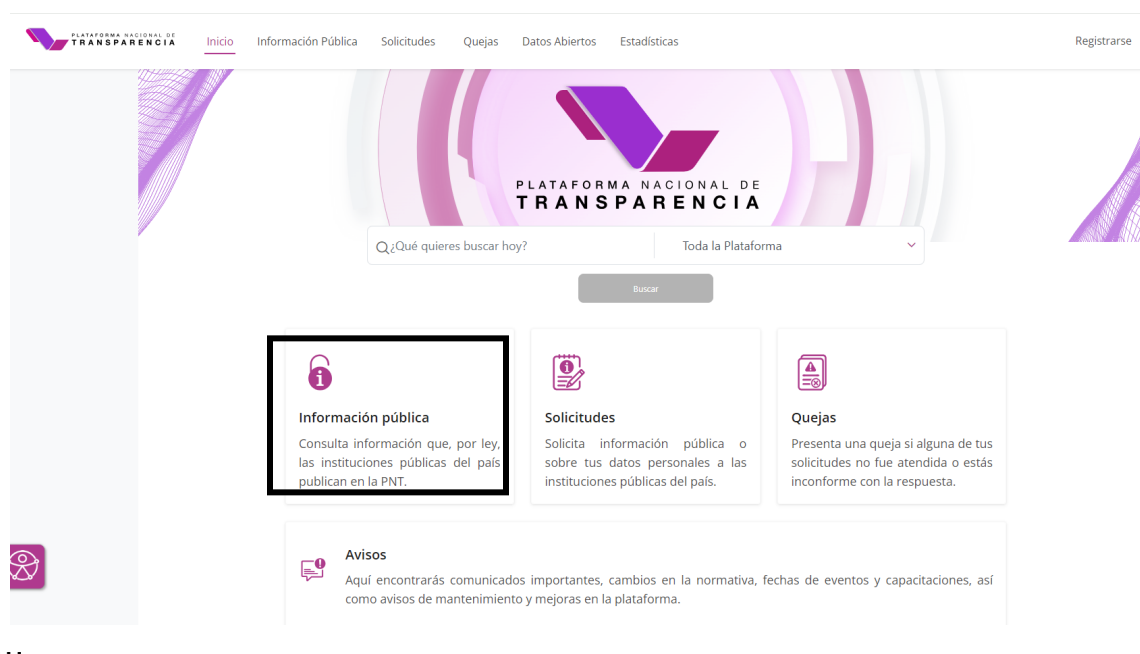 PLATAFORMA NACIONAL DE
TRANSPARENCIA
Inicio Información Pública Solicitudes Quejas Datos Abiertos Estadísticas Registrarse
PLATAFORMA NACIONAL DE
TRANSPARENCIA
¿Qué quieres buscar hoy? Toda la Plataforma
Buscar
Información pública
Consulta información que, por ley,
las instituciones públicas del país
publican en la PNT.
Solicitudes
Solicita información pública o
sobre tus datos personales a las
instituciones públicas del país.
Quejas
Presenta una queja si alguna de tus
solicitudes no fue atendida o estás
inconforme con la respuesta.
Avisos
Aquí encontrarás comunicados importantes, cambios en la normativa, fechas de eventos y capacitaciones, así
como avisos de mantenimiento y mejoras en la plataforma.